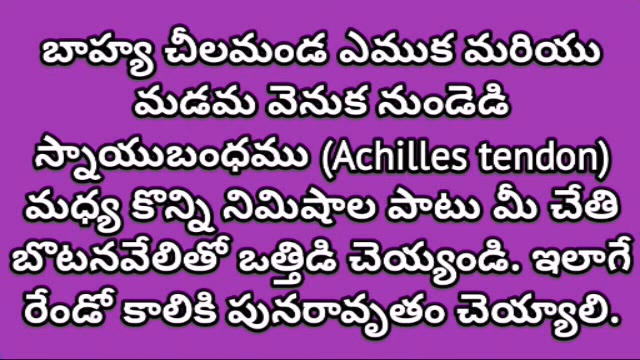 బాహ్య చీలమండ ఎముక మరియు
మడమ వెనుక నుండెడి
స్నాయుబంధము (Achilles tendon)
మధ్య కొన్ని నిమిషాల పాటు మీ చేతి
బొటనవేలితో ఒత్తిడి చెయ్యండి. ఇలాగే
రేండో కాలికి పునరావృతం చెయ్యాలి.